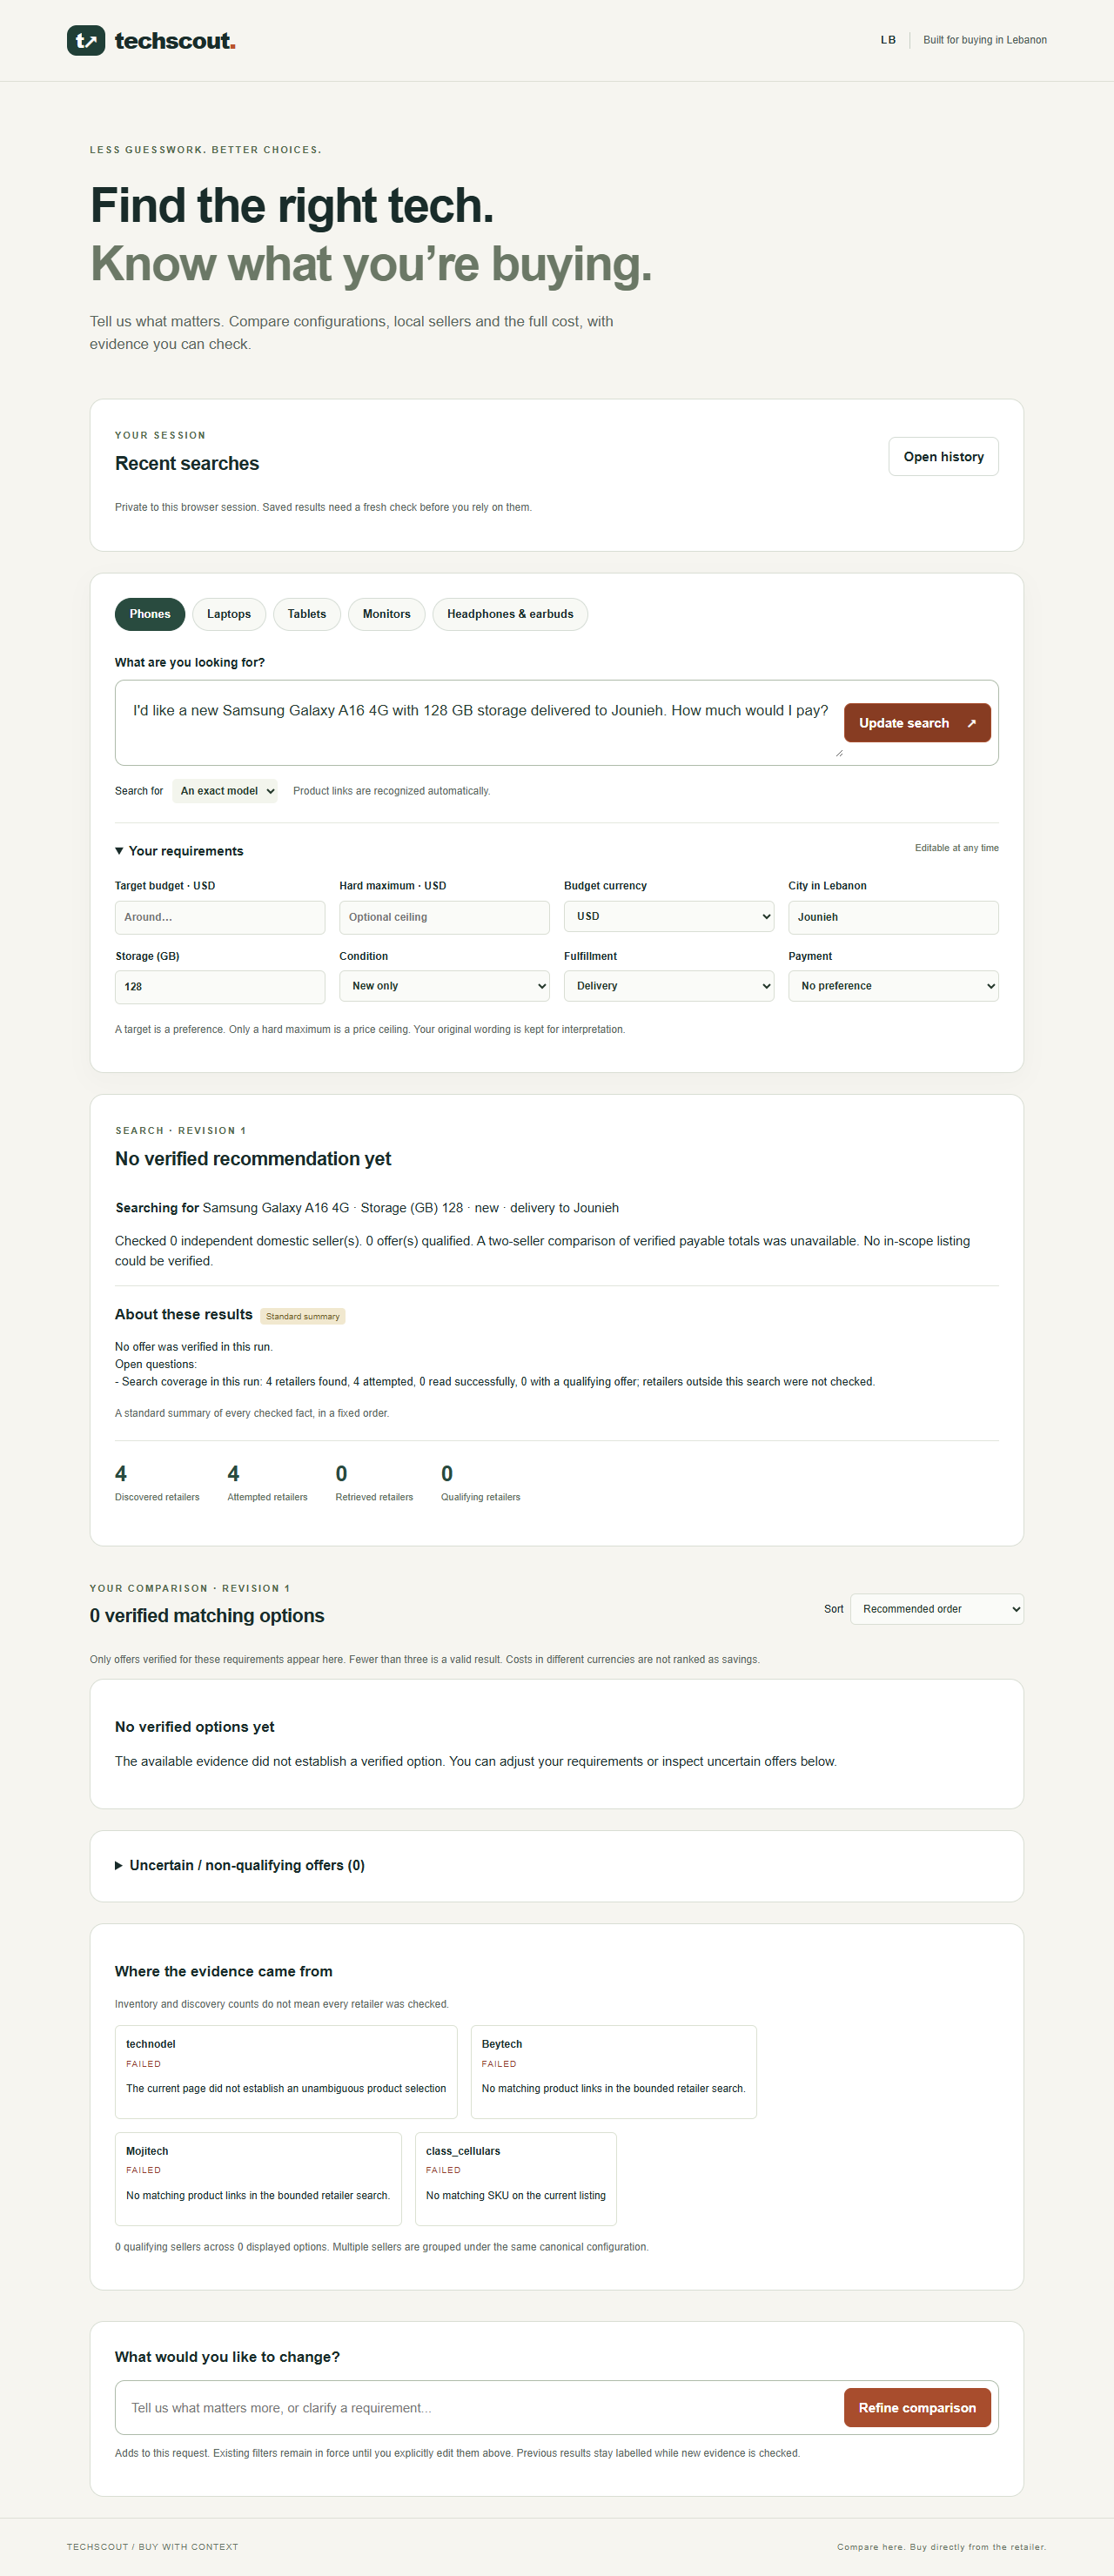 t↗ techscout.
LB
Built for buying in Lebanon
LESS GUESSWORK. BETTER CHOICES.
Find the right tech.
Know what you’re buying.
Tell us what matters. Compare configurations, local sellers and the full cost, with
evidence you can check.
YOUR SESSION
Recent searches
Open history
Private to this browser session. Saved results need a fresh check before you rely on them.
Phones
Laptops
Tablets
Monitors
Headphones & earbuds
What are you looking for?
I'd like a new Samsung Galaxy A16 4G with 128 GB storage delivered to Jounieh. How much would I pay?
Update search ↗
Search for
An exact model
Product links are recognized automatically.
▼ Your requirements
Editable at any time
Target budget · USD
Hard maximum · USD
Budget currency
City in Lebanon
Around...
Optional ceiling
USD
Jounieh
Storage (GB)
Condition
Fulfillment
Payment
128
New only
Delivery
No preference
A target is a preference. Only a hard maximum is a price ceiling. Your original wording is kept for interpretation.
SEARCH · REVISION 1
No verified recommendation yet
Searching for Samsung Galaxy A16 4G · Storage (GB) 128 · new · delivery to Jounieh
Checked 0 independent domestic seller(s). 0 offer(s) qualified. A two-seller comparison of verified payable totals was unavailable. No in-scope listing
could be verified.
About these results
Standard summary
No offer was verified in this run.
Open questions:
- Search coverage in this run: 4 retailers found, 4 attempted, 0 read successfully, 0 with a qualifying offer; retailers outside this search were not checked.
A standard summary of every checked fact, in a fixed order.
4
4
0
0
Discovered retailers
Attempted retailers
Retrieved retailers
Qualifying retailers
YOUR COMPARISON · REVISION 1
0 verified matching options
Sort
Recommended order
Only offers verified for these requirements appear here. Fewer than three is a valid result. Costs in different currencies are not ranked as savings.
No verified options yet
The available evidence did not establish a verified option. You can adjust your requirements or inspect uncertain offers below.
▶ Uncertain / non-qualifying offers (0)
Where the evidence came from
Inventory and discovery counts do not mean every retailer was checked.
technodel
FAILED
The current page did not establish an unambiguous product selection
Beytech
FAILED
No matching product links in the bounded retailer search.
Mojitech
FAILED
No matching product links in the bounded retailer search.
class_cellulars
FAILED
No matching SKU on the current listing
0 qualifying sellers across 0 displayed options. Multiple sellers are grouped under the same canonical configuration.
What would you like to change?
Tell us what matters more, or clarify a requirement...
Refine comparison
Adds to this request. Existing filters remain in force until you explicitly edit them above. Previous results stay labelled while new evidence is checked.
TECHSCOUT / BUY WITH CONTEXT
Compare here. Buy directly from the retailer.